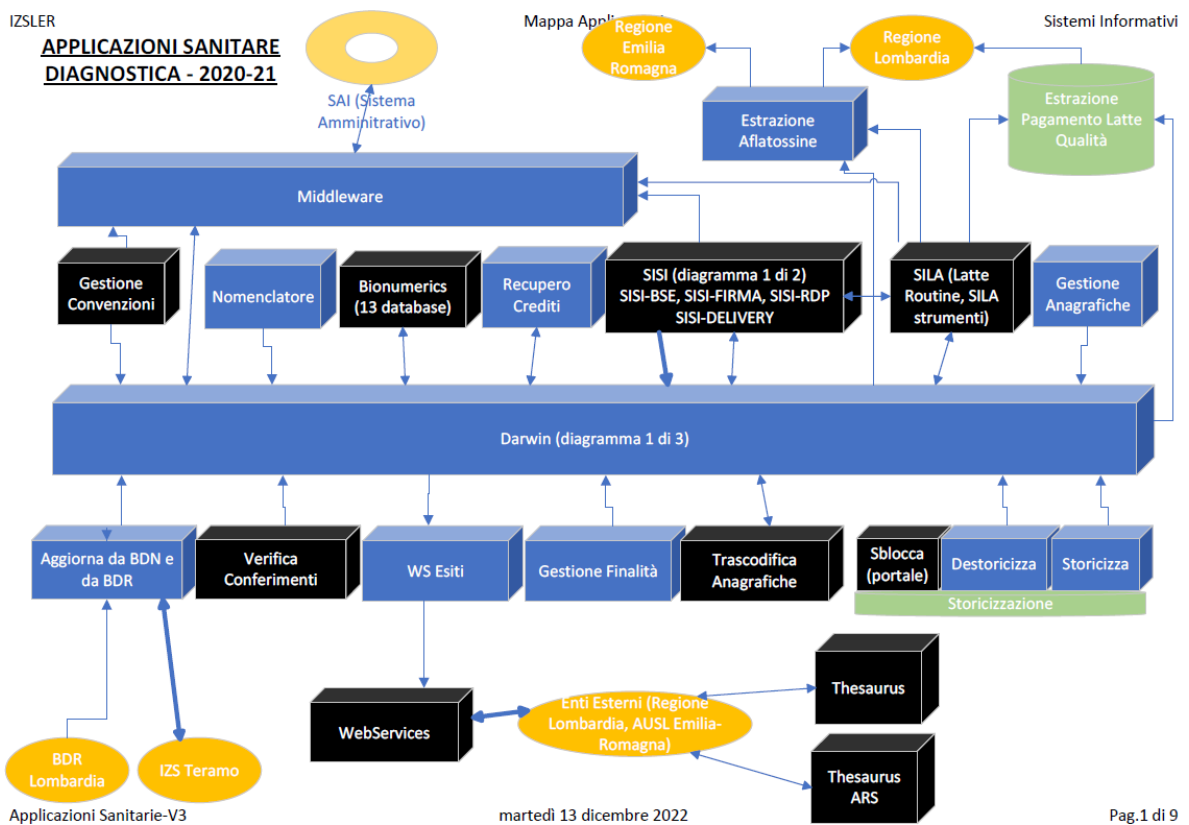 IZSLER
Mappa Appli
Sistemi Informativi
APPLICAZIONI SANITARE
DIAGNOSTICA - 2020-21
SAI (Sistema
Amminitrativo)
Regione
Emilia
Romagna
Regione
Lombardia
Estrazione
Aflatossine
Estrazione
Pagamento Latte
Qualità
Middleware
Gestione
Convenzioni
Nomenclatore
Bionumerics
(13 database)
Recupero
Crediti
SISI (diagramma 1 di 2)
SISI-BSE, SISI-FIRMA, SISI-RDP
SISI-DELIVERY
SILA (Latte
Routine, SILA
strumenti)
Gestione
Anagrafiche
Darwin (diagramma 1 di 3)
Aggiorna da BDN e
da BDR
Verifica
Conferimenti
WS Esiti
Gestione Finalità
Trascodifica
Anagrafiche
Sblocca
(portale)
Destoricizza
Storicizza
Storicizzazione
BDR
Lombardia
IZS Teramo
WebServices
Enti Esterni (Regione
Lombardia, AUSL Emilia-
Romagna)
Thesaurus
Thesaurus
ARS
Applicazioni Sanitarie-V3
martedì 13 dicembre 2022
Pag.1 di 9